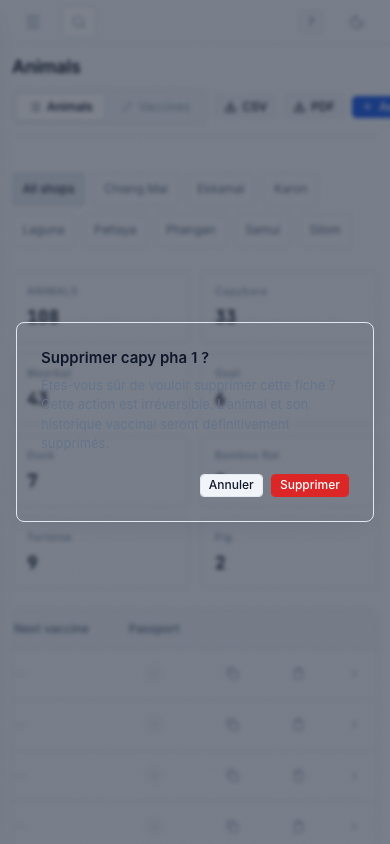 Animals
Animals Vaccines CSV PDF
All shops Chiang Mai Ekkamai Karon
Laguna Pattaya Phangan Samui Silom
ANIMALS Capybara
108 33
Supprimer capy pha 1 ?
Êtes-vous sûr de vouloir supprimer cette fiche ?
Cette action est irréversible. L'animal et son
historique vaccinal seront définitivement
supprimés.
43 6
Duck
7
Annuler Supprimer
Tortoise Pig
9 2
Next vaccine Passport